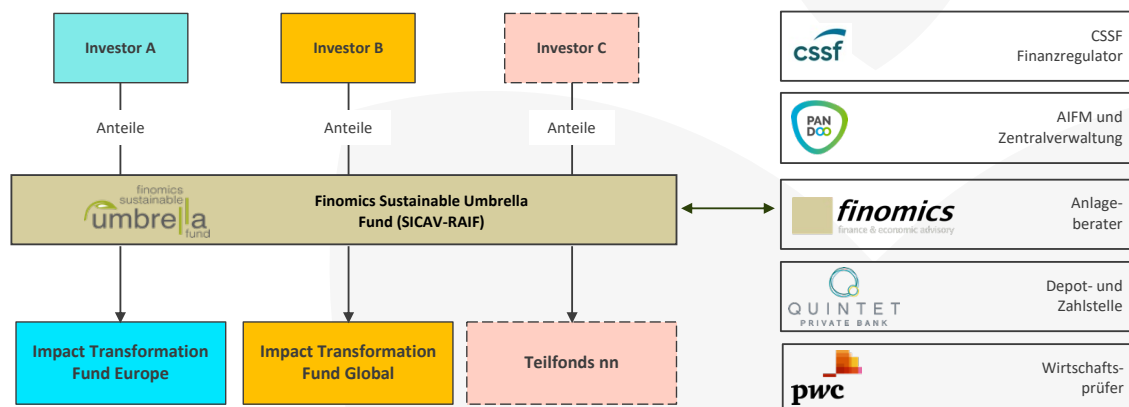 Investor A
Investor B
Investor C
Anteile
Anteile
Anteile
finomics
sustainable
umbrella
fund
Finomics Sustainable Umbrella
Fund (SICAV-RAIF)
Impact Transformation
Fund Europe
Impact Transformation
Fund Global
Teilfonds nn
cssf
CSSF
Finanzregulator
PAN
DOO
AIFM und
Zentralverwaltung
finomics
finance & economic advisory
Anlage-
berater
QUINTET
PRIVATE BANK
Depot- und
Zahlstelle
pwc
Wirtschafts-
prüfer